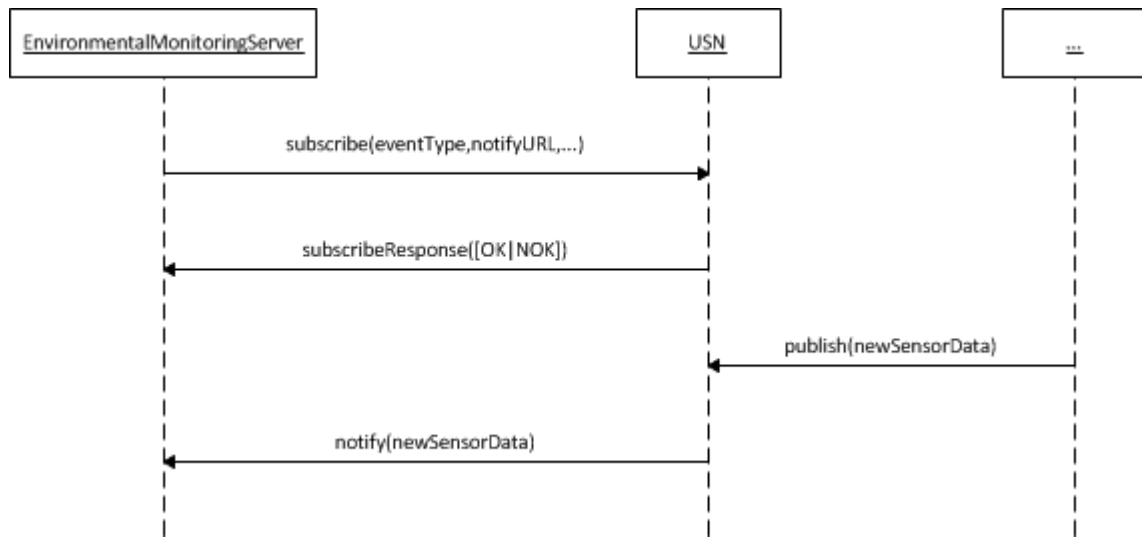 EnvironmentalMonitoringServer
USN
...
subscribe(eventType,notifyURL,...)
subscribeResponse([OK|NOK])
publish(newSensorData)
notify(newSensorData)